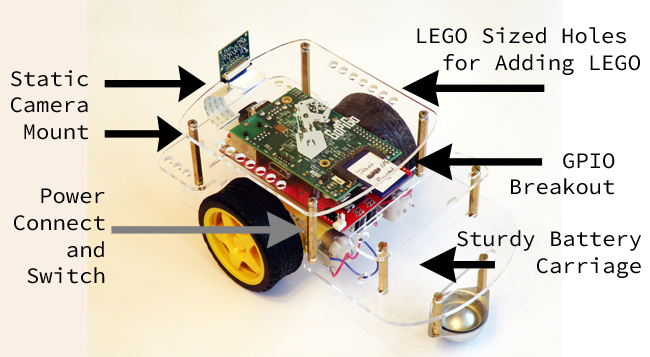 LEGO Sized Holes
for Adding LEGO
Static
Camera
Mount
GPIO
Breakout
Power
Connect
and
Switch
Sturdy Battery
Carriage
GoPiGo